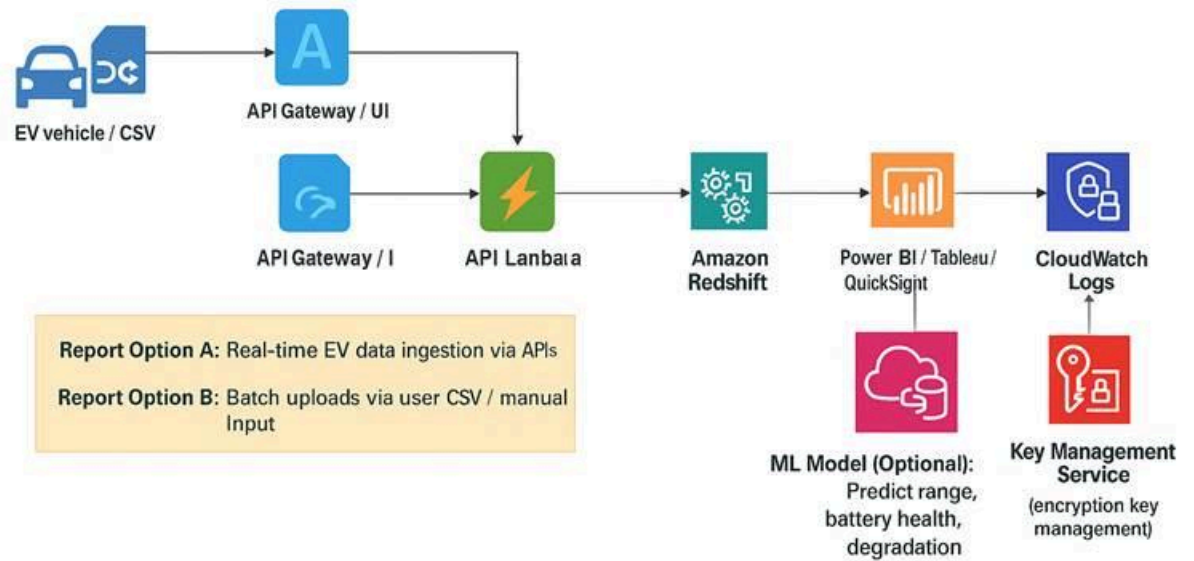 A
EV vehicle / CSV
API Gateway / UI
API Gateway / I
API Lanbaıa
Amazon
Redshift
Power BI / Tableu /
QuickSight
CloudWatch
Logs
Report Option A: Real-time EV data ingestion via APIs
Report Option B: Batch uploads via user CSV / manual
Input
ML Model (Optional):
Predict range,
battery health,
degradation
Key Management
Service
(encryption key
management)